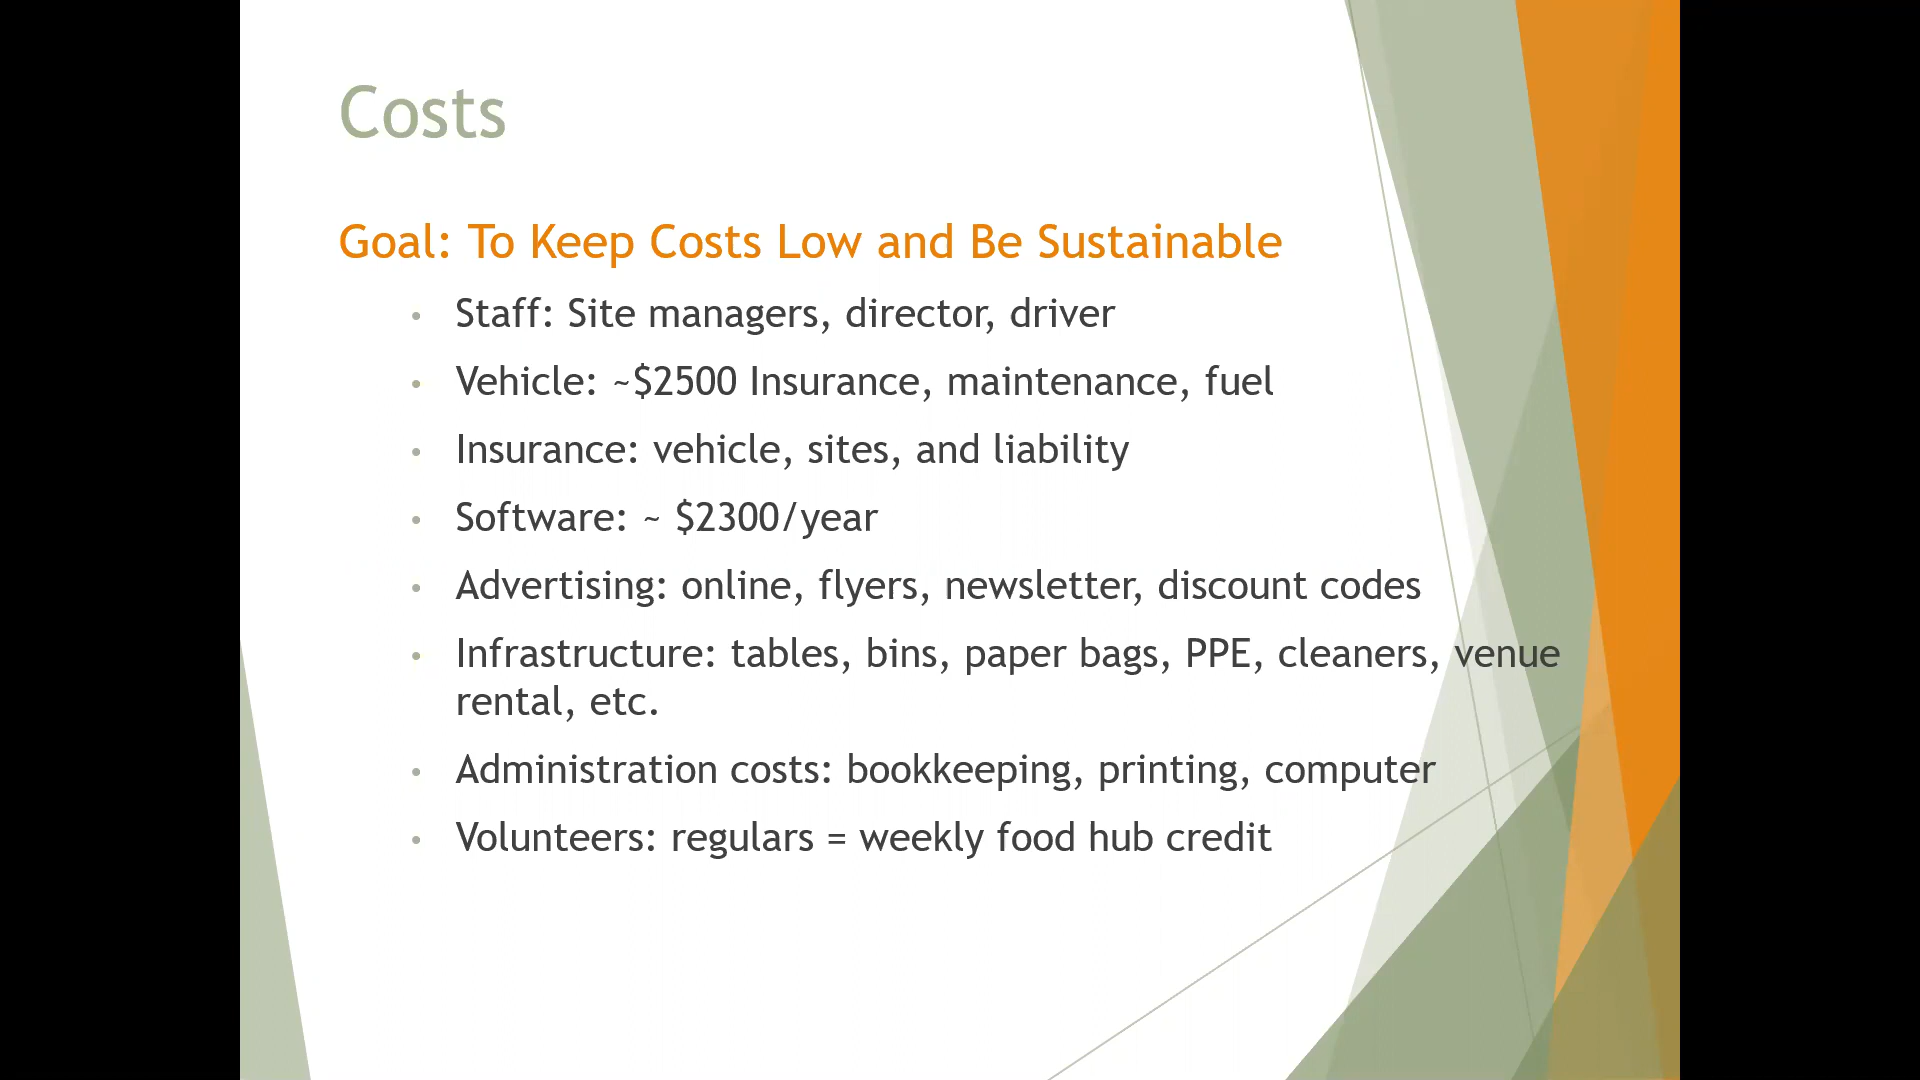 Costs
Goal: To Keep Costs Low and Be Sustainable
• Staff: Site managers, director, driver
• Vehicle: ~$2500 Insurance, maintenance, fuel
• Insurance: vehicle, sites, and liability
• Software: ~ $2300/year
• Advertising: online, flyers, newsletter, discount codes
• Infrastructure: tables, bins, paper bags, PPE, cleaners, venue
rental, etc.
• Administration costs: bookkeeping, printing, computer
• Volunteers: regulars = weekly food hub credit